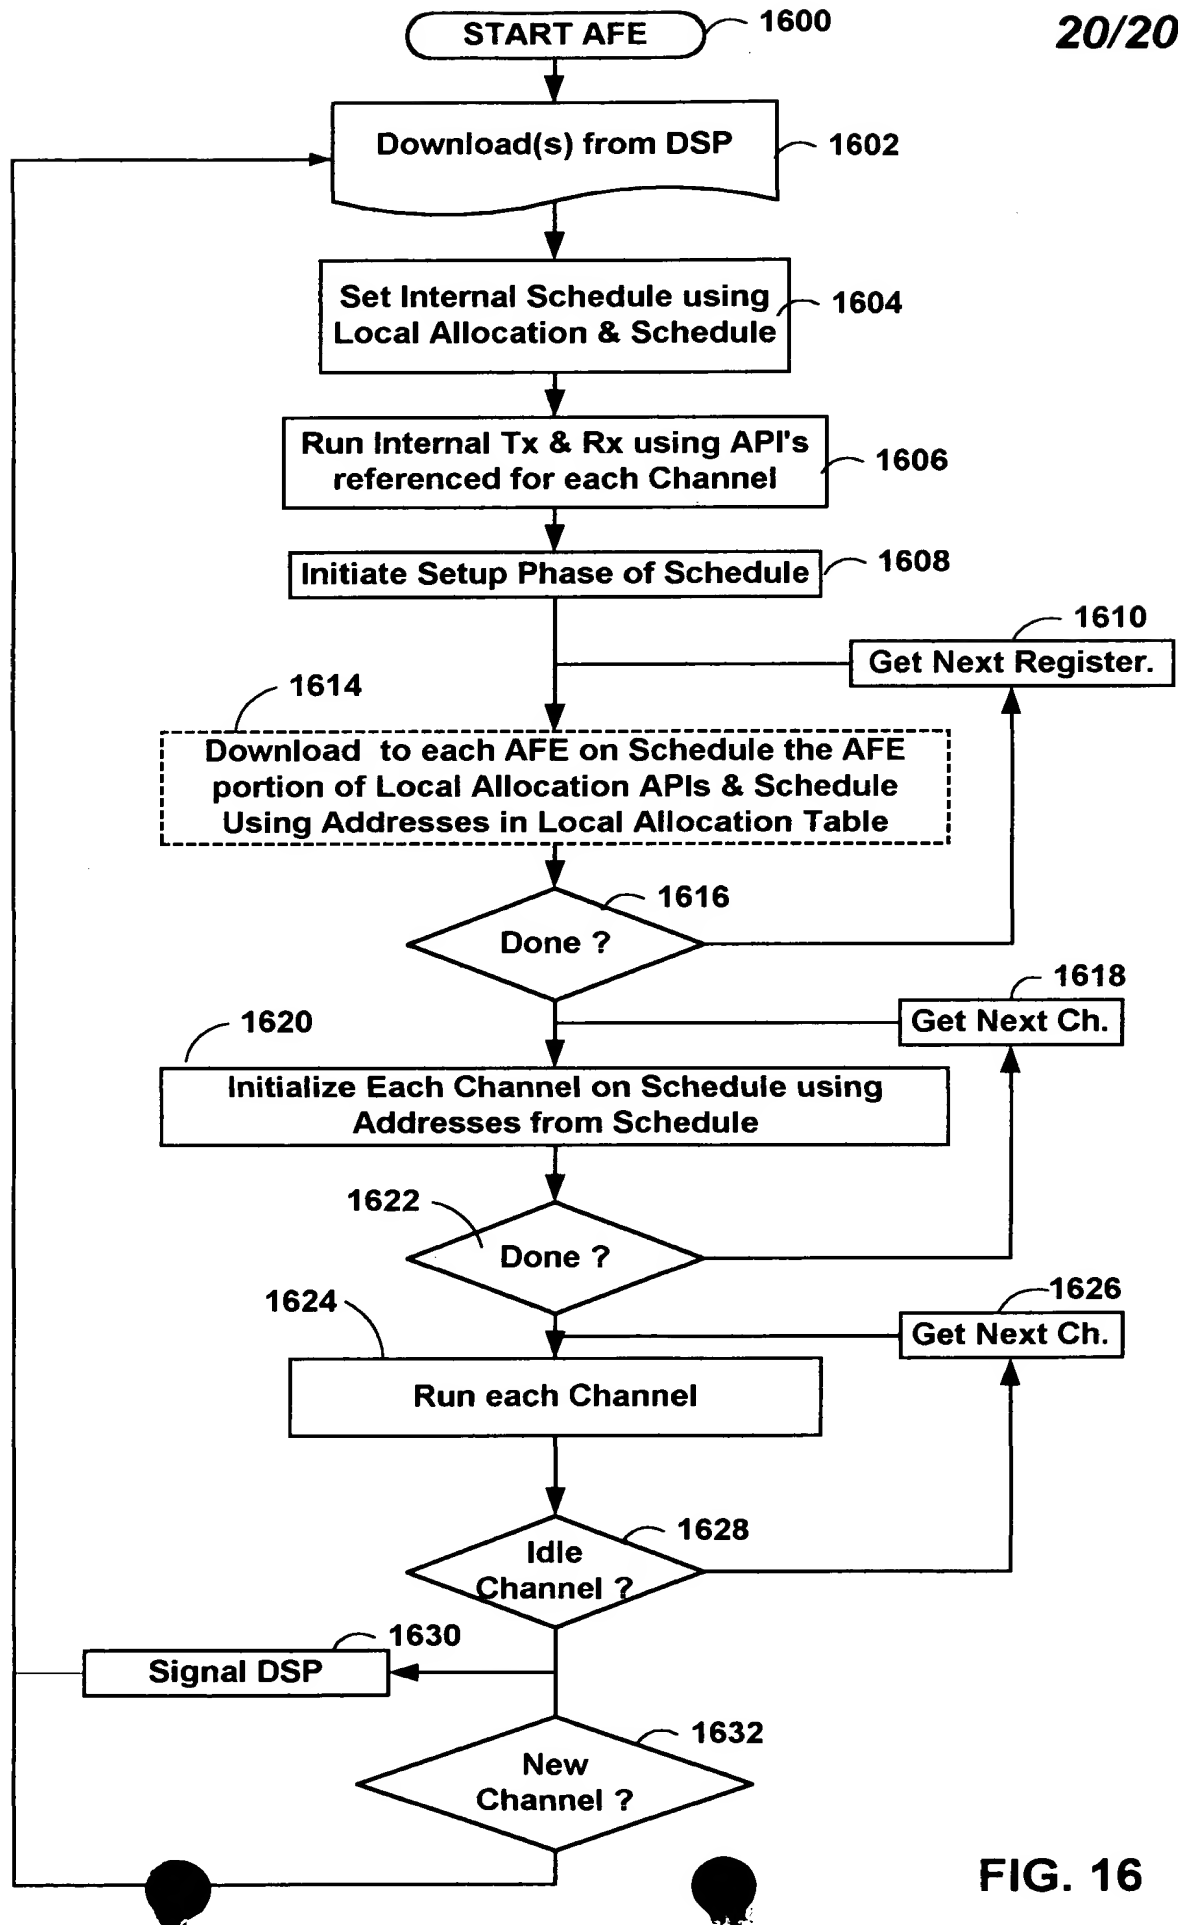 START AFE
1600
20/20
Download(s) from DSP
1602
Set Internal Schedule using
Local Allocation & Schedule
1604
Run Internal Tx & Rx using API's
referenced for each Channel
1606
Initiate Setup Phase of Schedule
1608
1610
Get Next Register.
1614
Download to each AFE on Schedule the AFE
portion of Local Allocation APIs & Schedule
Using Addresses in Local Allocation Table
1616
Done ?
1618
Get Next Ch.
1620
Initialize Each Channel on Schedule using
Addresses from Schedule
1622
Done ?
1624
1626
Get Next Ch.
Run each Channel
1628
Idle
Channel ?
1630
Signal DSP
1632
New
Channel ?
FIG. 16